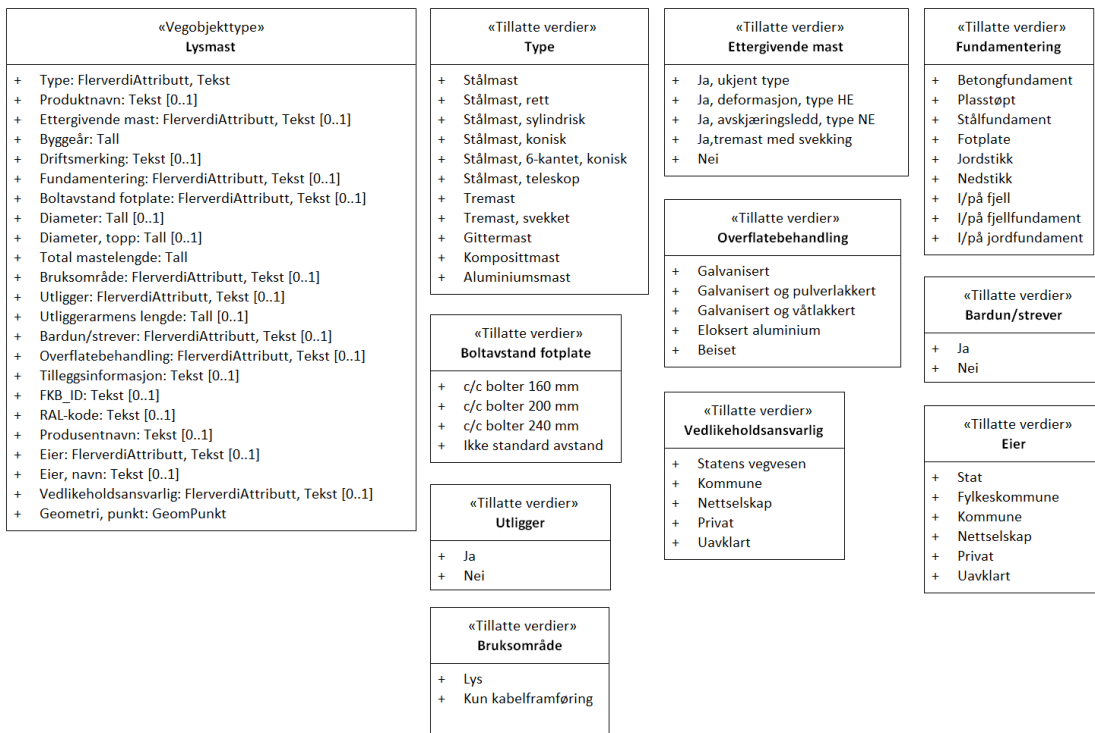 «Vegobjekttype»
Lysmast
+ Type: FlerverdiAttributt, Tekst
+ Produktnavn: Tekst [0..1]
+ Ettergivende mast: FlerverdiAttributt, Tekst [0..1]
+ Byggeår: Tall
+ Driftsmerking: Tekst [0..1]
+ Fundamentering: FlerverdiAttributt, Tekst [0..1]
+ Boltavstand fotplate: FlerverdiAttributt, Tekst [0..1]
+ Diameter: Tall [0..1]
+ Diameter, topp: Tall [0..1]
+ Total mastelengde: Tall
+ Bruksområde: FlerverdiAttributt, Tekst [0..1]
+ Utligger: FlerverdiAttributt, Tekst [0..1]
+ Utliggerarmens lengde: Tall [0..1]
+ Bardun/strever: FlerverdiAttributt, Tekst [0..1]
+ Overflatebehandling: FlerverdiAttributt, Tekst [0..1]
+ Tilleggsinformasjon: Tekst [0..1]
+ FKB_ID: Tekst [0..1]
+ RAL-kode: Tekst [0..1]
+ Produsentnavn: Tekst [0..1]
+ Eier: FlerverdiAttributt, Tekst [0..1]
+ Eier, navn: Tekst [0..1]
+ Vedlikeholdsansvarlig: FlerverdiAttributt, Tekst [0..1]
+ Geometri, punkt: GeomPunkt
«Tillatte verdier»
Type
+ Stålmast
+ Stålmast, rett
+ Stålmast, sylindrisk
+ Stålmast, konisk
+ Stålmast, 6-kantet, konisk
+ Stålmast, teleskop
+ Tremast
+ Tremast, svekket
+ Gittermast
+ Komposittmast
+ Aluminiumsmast
«Tillatte verdier»
Boltavstand fotplate
+ c/c bolter 160 mm
+ c/c bolter 200 mm
+ c/c bolter 240 mm
+ Ikke standard avstand
«Tillatte verdier»
Utligger
+ Ja
+ Nei
«Tillatte verdier»
Bruksområde
+ Lys
+ Kun kabelframføring
«Tillatte verdier»
Ettergivende mast
+ Ja, ukjent type
+ Ja, deformasjon, type HE
+ Ja, avskjæringsledd, type NE
+ Ja,tremast med svekking
+ Nei
«Tillatte verdier»
Overflatebehandling
+ Galvanisert
+ Galvanisert og pulverlakkert
+ Galvanisert og våtlakkert
+ Eloksert aluminium
+ Beiset
«Tillatte verdier»
Vedlikeholdsansvarlig
+ Statens vegvesen
+ Kommune
+ Nettselskap
+ Privat
+ Uavklart
«Tillatte verdier»
Fundamentering
+ Betongfundament
+ Plasstøpt
+ Stålfundament
+ Fotplate
+ Jordstikk
+ Nedstikk
+ I/på fjell
+ I/på fjellfundament
+ I/på jordfundament
«Tillatte verdier»
Bardun/strever
+ Ja
+ Nei
«Tillatte verdier»
Eier
+ Stat
+ Fylkeskommune
+ Kommune
+ Nettselskap
+ Privat
+ Uavklart